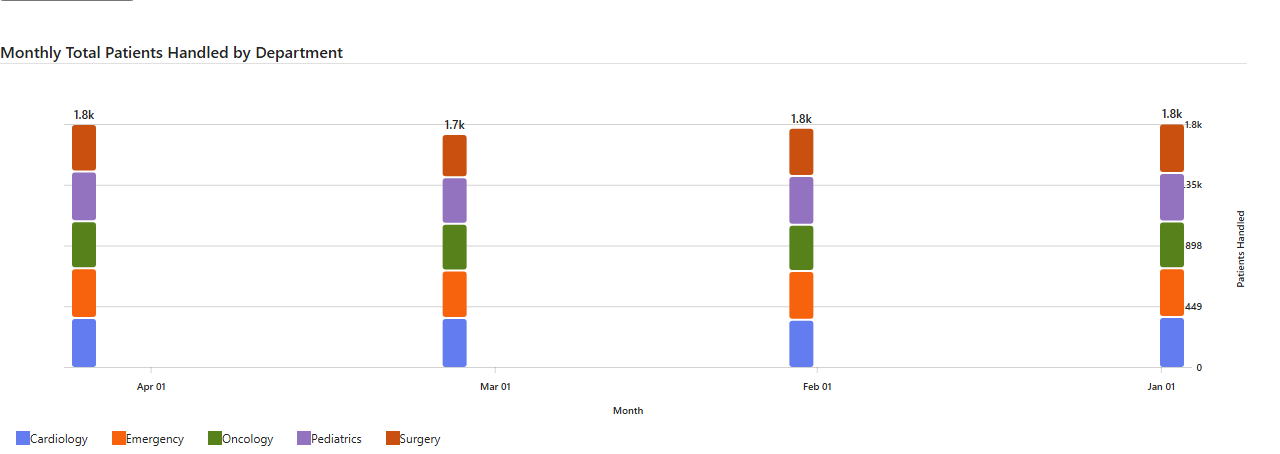 Monthly Total Patients Handled by Department
1.8k
1.7k
1.8k
1.8k
1.8k
.35k
898
449
0
Patients Handled
Apr 01
Mar 01
Feb 01
Jan 01
Month
Cardiology
Emergency
Oncology
Pediatrics
Surgery